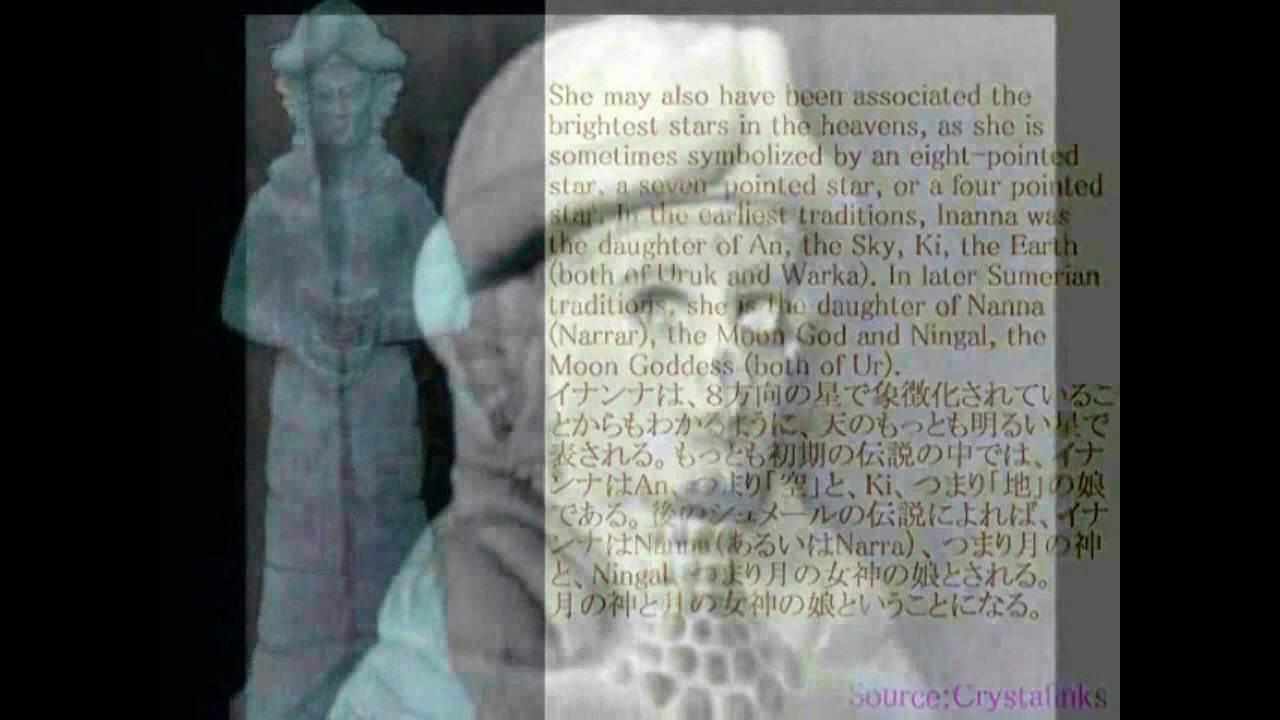 She may also have been associated the
brightest stars in the heavens, as she is
sometimes symbolized by an eight-pointed
star, a seven pointed star, or a four pointed
star. In the earliest traditions, Inanna was
the daughter of An, the Sky, Ki, the Earth
(both of Uruk and Warka). In later Sumerian
traditions, she is the daughter of Nanna
(Narrar), the Moon God and Ningal, the
Moon Goddess (both of Ur).
イナンナは、8方向の星で象徴化されているこ
とからもわかるように、天のもっとも明るい星で
表される。もっとも初期の伝説の中では、イナ
ンナはAn、つまり「空」と、Ki、つまり「地」の娘
である。後のシュメールの伝説によれば、イナ
ンナはNanna(あるいはNarra)、つまり月の神
と、Ningal、つまり月の女神の娘とされる。
月の神と月の女神の娘ということになる。
Source:Crystalinks